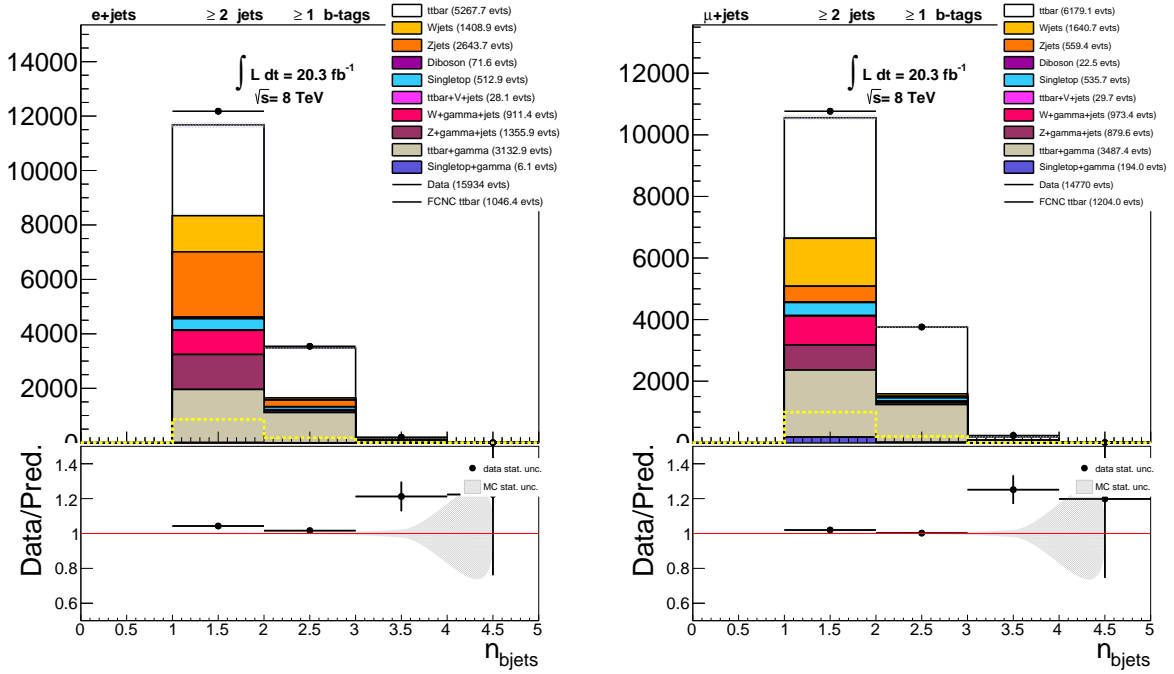 e+jets ≥ 2 jets ≥ 1 b-tags
∫ L dt = 20.3 fb⁻¹
√s= 8 TeV
ttbar (5267.7 evts)
Wjets (1408.9 evts)
Zjets (2643.7 evts)
Diboson (71.6 evts)
Singletop (512.9 evts)
ttbar+V+jets (28.1 evts)
W+gamma+jets (911.4 evts)
Z+gamma+jets (1355.9 evts)
ttbar+gamma (3132.9 evts)
Singletop+gamma (6.1 evts)
Data (15934 evts)
FCNC ttbar (1046.4 evts)
14000
12000
10000
8000
6000
4000
2000
0
Data/Pred.
1.4
1.2
1
0.8
0.6
data stat. unc.
MC stat. unc.
0 0.5 1 1.5 2 2.5 3 3.5 4 4.5 5
n_bjets
μ+jets ≥ 2 jets ≥ 1 b-tags
∫ L dt = 20.3 fb⁻¹
√s= 8 TeV
ttbar (6179.1 evts)
Wjets (1640.7 evts)
Zjets (559.4 evts)
Diboson (22.5 evts)
Singletop (535.7 evts)
ttbar+V+jets (29.7 evts)
W+gamma+jets (973.4 evts)
Z+gamma+jets (879.6 evts)
ttbar+gamma (3487.4 evts)
Singletop+gamma (194.0 evts)
Data (14770 evts)
FCNC ttbar (1204.0 evts)
12000
10000
8000
6000
4000
2000
0
Data/Pred.
1.4
1.2
1
0.8
0.6
data stat. unc.
MC stat. unc.
0 0.5 1 1.5 2 2.5 3 3.5 4 4.5 5
n_bjets